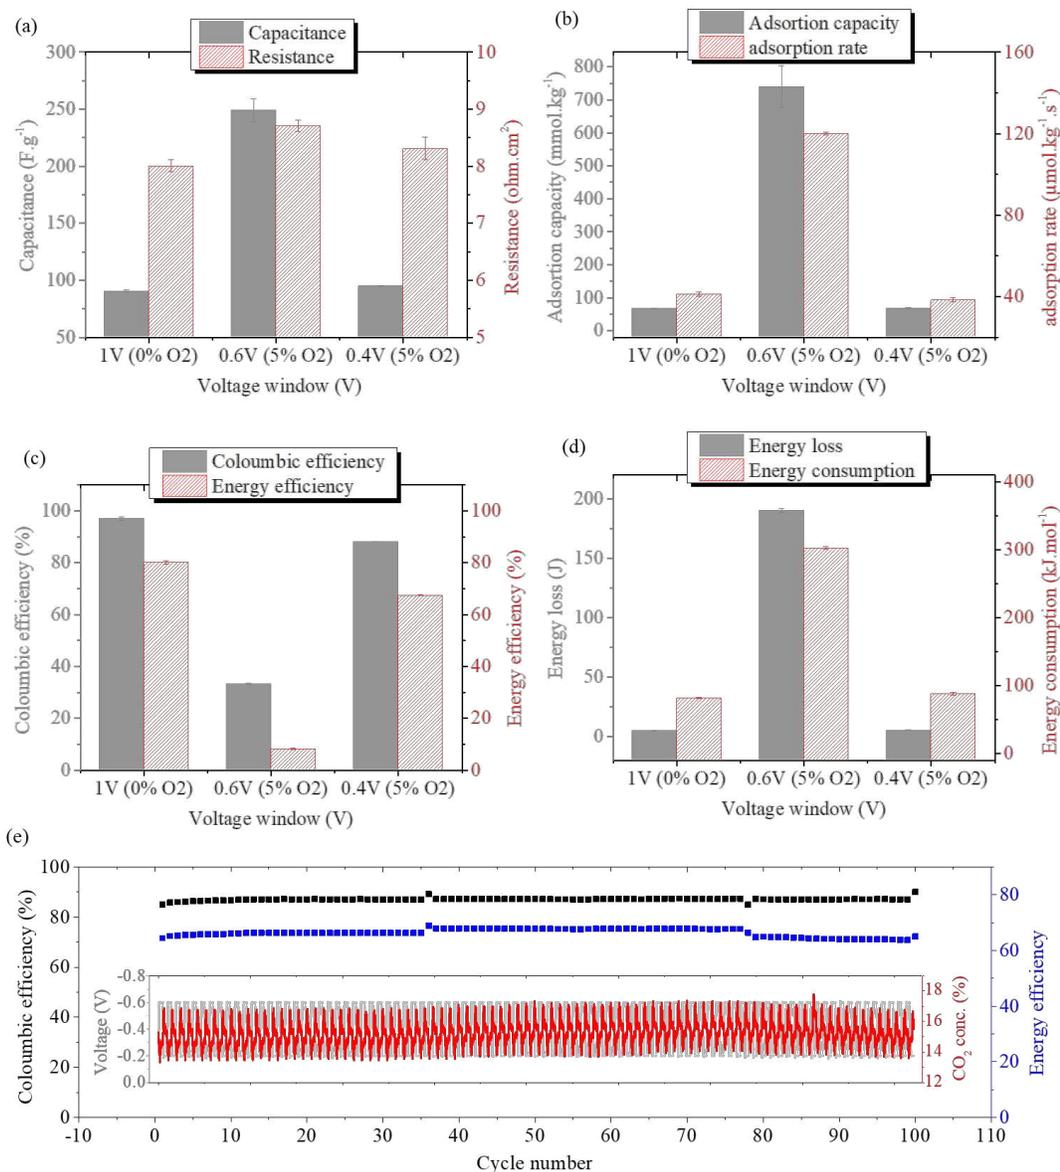 (a)
Capacitance
Resistance
300
250
200
150
100
50
Capacitance (F.g⁻¹)
10
9
8
7
6
5
Resistance (ohm.cm²)
1V (0% O2) 0.6V (5% O2) 0.4V (5% O2)
Voltage window (V)
(b)
Adsortion capacity
adsorption rate
800
700
600
500
400
300
200
100
0
Adsortion capacity (mmol.kg⁻¹)
160
120
80
40
adsorption rate (µmol.kg⁻¹.s⁻¹)
1V (0% O2) 0.6V (5% O2) 0.4V (5% O2)
Voltage window (V)
(c)
Coloumbic efficiency
Energy efficiency
100
80
60
40
20
0
Coloumbic efficiency (%)
100
80
60
40
20
0
Energy efficiency (%)
1V (0% O2) 0.6V (5% O2) 0.4V (5% O2)
Voltage window (V)
(d)
Energy loss
Energy consumption
200
150
100
50
0
Energy loss (J)
400
300
200
100
0
Energy consumption (kJ.mol⁻¹)
1V (0% O2) 0.6V (5% O2) 0.4V (5% O2)
Voltage window (V)
(e)
100
80
60
40
20
0
Coloumbic efficiency (%)
80
60
40
20
0
Energy efficiency
-0.8
-0.6
-0.4
-0.2
0.0
Voltage (V)
18
16
14
12
CO₂ conc. (%)
-10 0 10 20 30 40 50 60 70 80 90 100 110
Cycle number